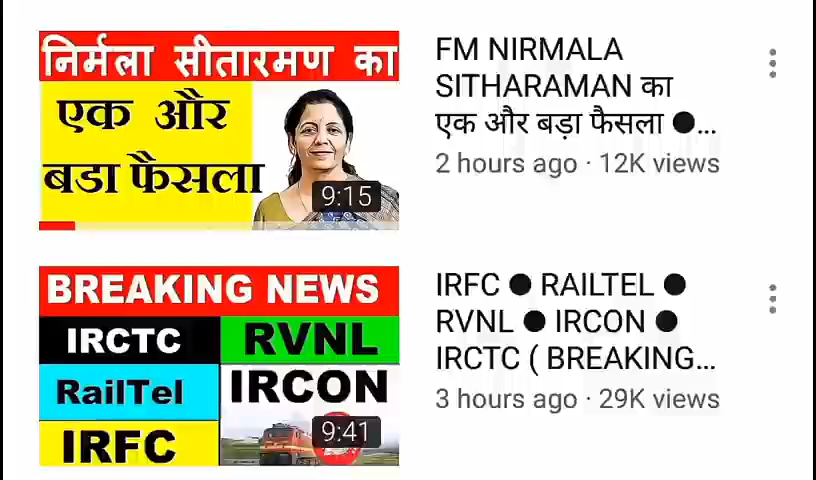 निर्मला सीतारमण का
एक और
बडा फैसला
9:15
FM NIRMALA
SITHARAMAN का
एक और बड़ा फैसला ●...
2 hours ago · 12K views
BREAKING NEWS
IRCTC
RVNL
RailTel
IRCON
IRFC
9:41
IRFC ● RAILTEL ●
RVNL ● IRCON ●
IRCTC ( BREAKING...
3 hours ago · 29K views